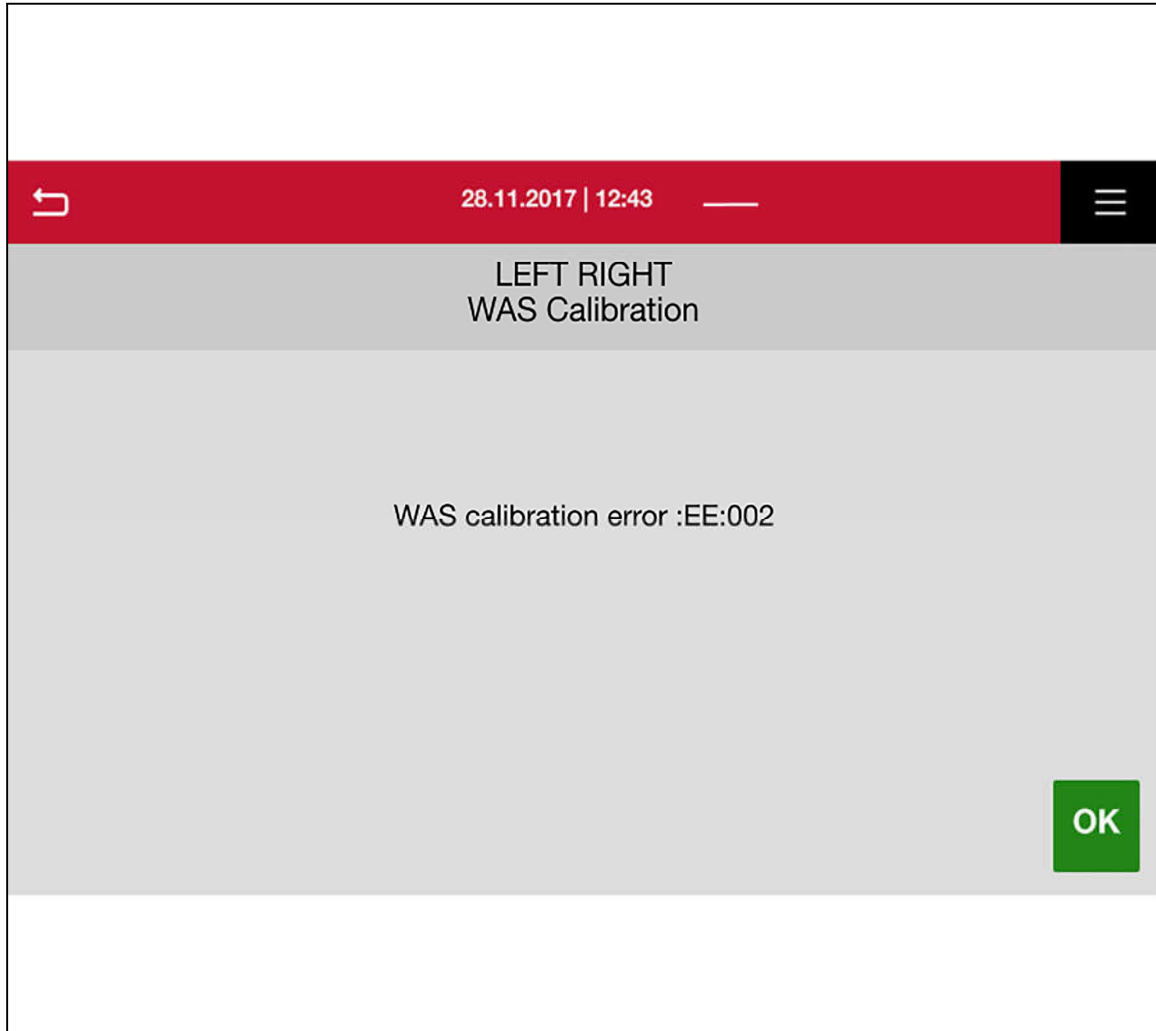 28.11.2017 | 12:43
LEFT RIGHT
WAS Calibration
WAS calibration error :EE:002
OK